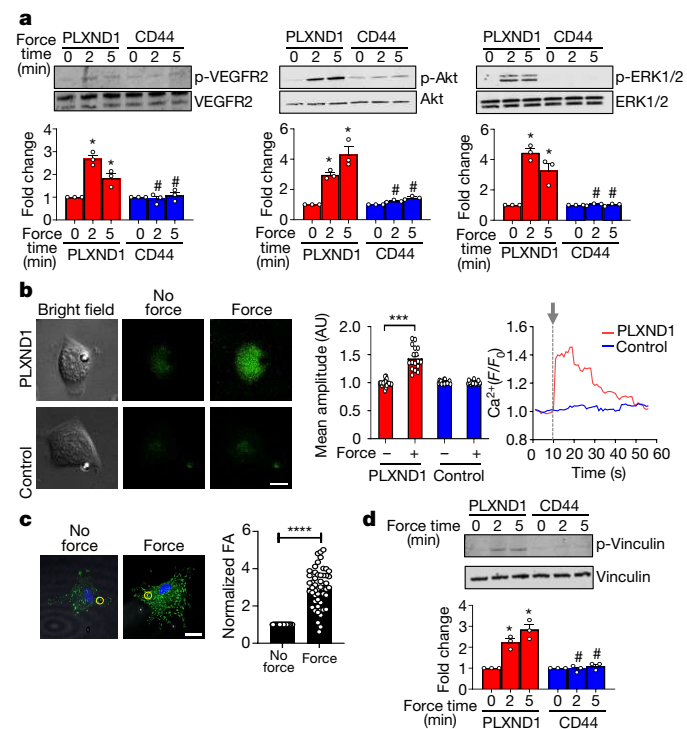 a
Force time (min)
PLXND1 CD44
0 2 5 0 2 5
p-VEGFR2
VEGFR2
PLXND1 CD44
0 2 5 0 2 5
p-Akt
Akt
PLXND1 CD44
0 2 5 0 2 5
p-ERK1/2
ERK1/2
Fold change
4
3
2
1
0
* * # #
Force time (min)
0 2 5 0 2 5
PLXND1 CD44
Fold change
6
4
2
0
* * # #
Force time (min)
0 2 5 0 2 5
PLXND1 CD44
Fold change
6
4
2
0
* * # #
Force time (min)
0 2 5 0 2 5
PLXND1 CD44
b
Bright field
No force
Force
PLXND1
Control
Mean amplitude (AU)
2.0
1.5
1.0
0.5
0
***
Force − + − +
PLXND1 Control
Ca²⁺(F/F₀)
1.6
1.4
1.2
1.0
0.8
PLXND1
Control
0 10 20 30 40 50 60
Time (s)
c
No force
Force
Normalized FA
6
4
2
0
****
No force
Force
d
Force time (min)
PLXND1 CD44
0 2 5 0 2 5
p-Vinculin
Vinculin
Fold change
4
3
2
1
0
* * # #
Force time (min)
0 2 5 0 2 5
PLXND1 CD44